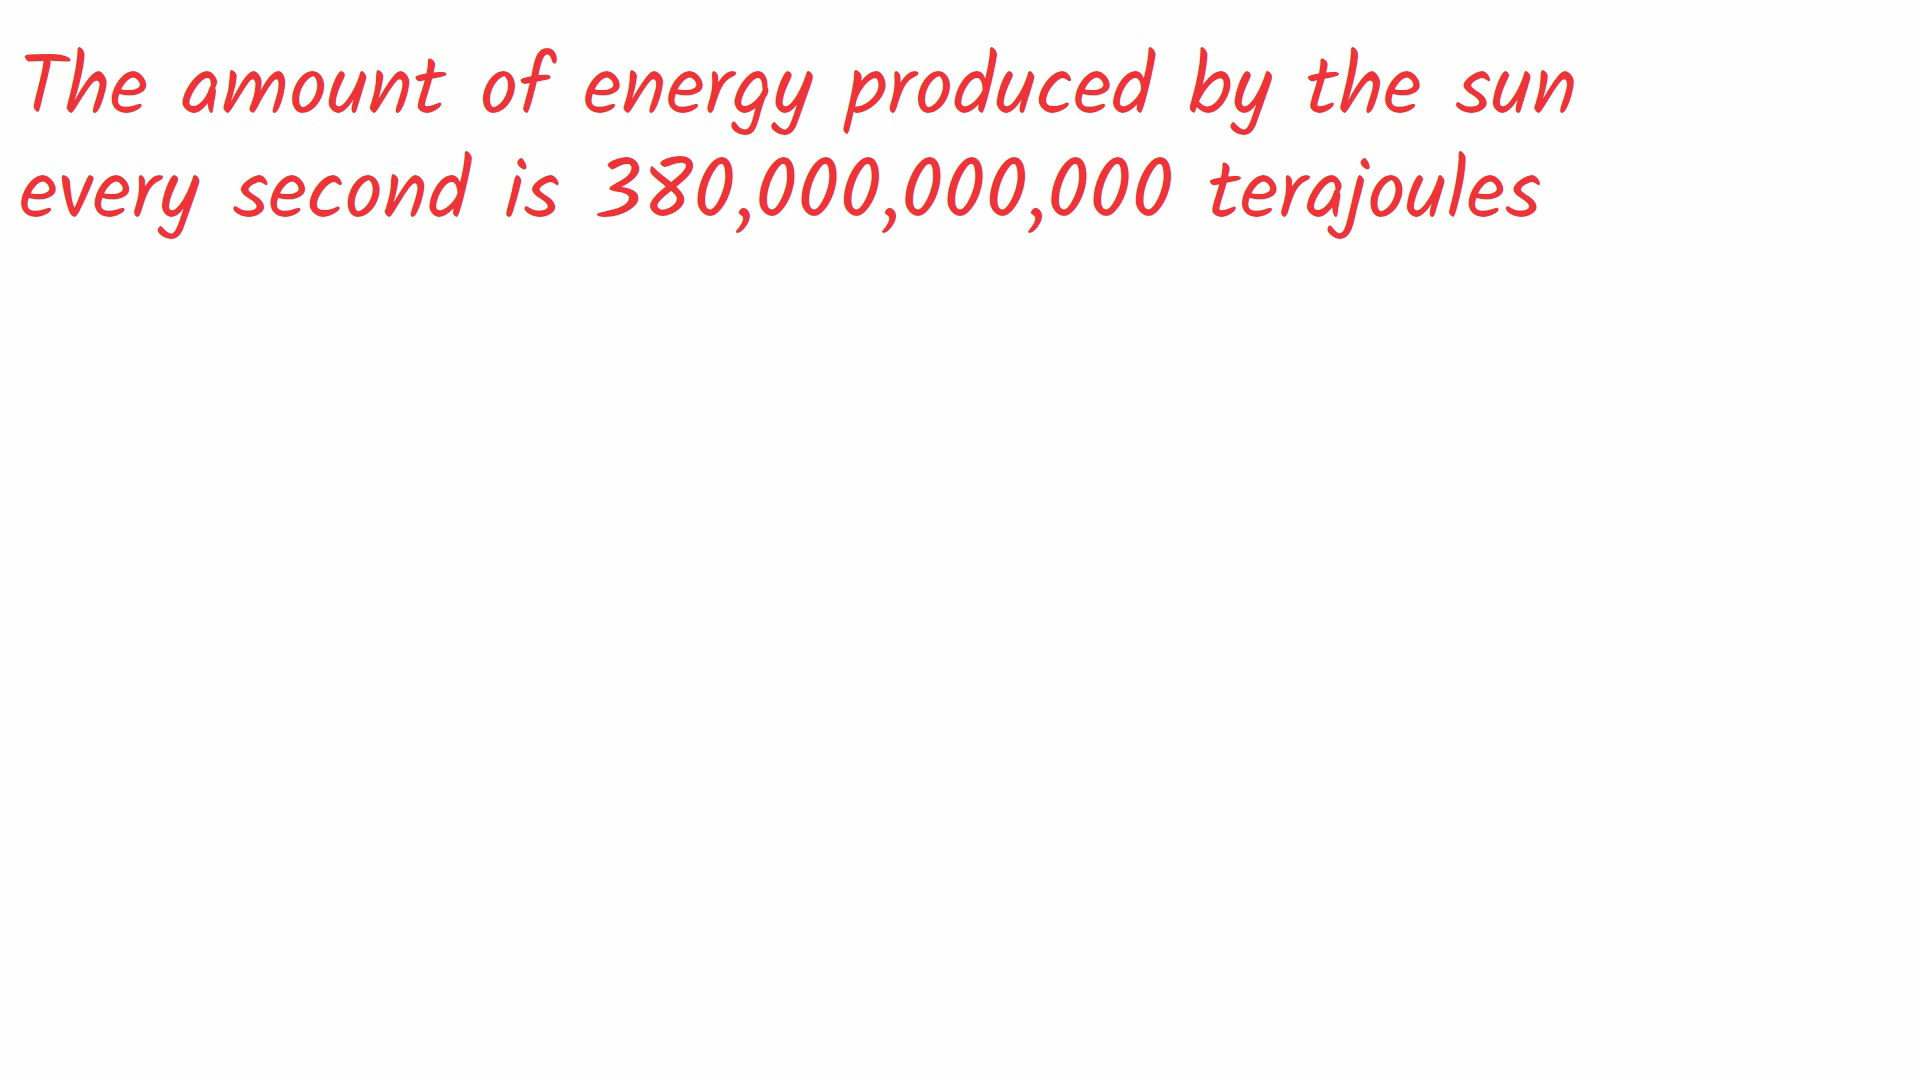 The amount of energy produced by the sun
every second is 380,000,000,000 terajoules